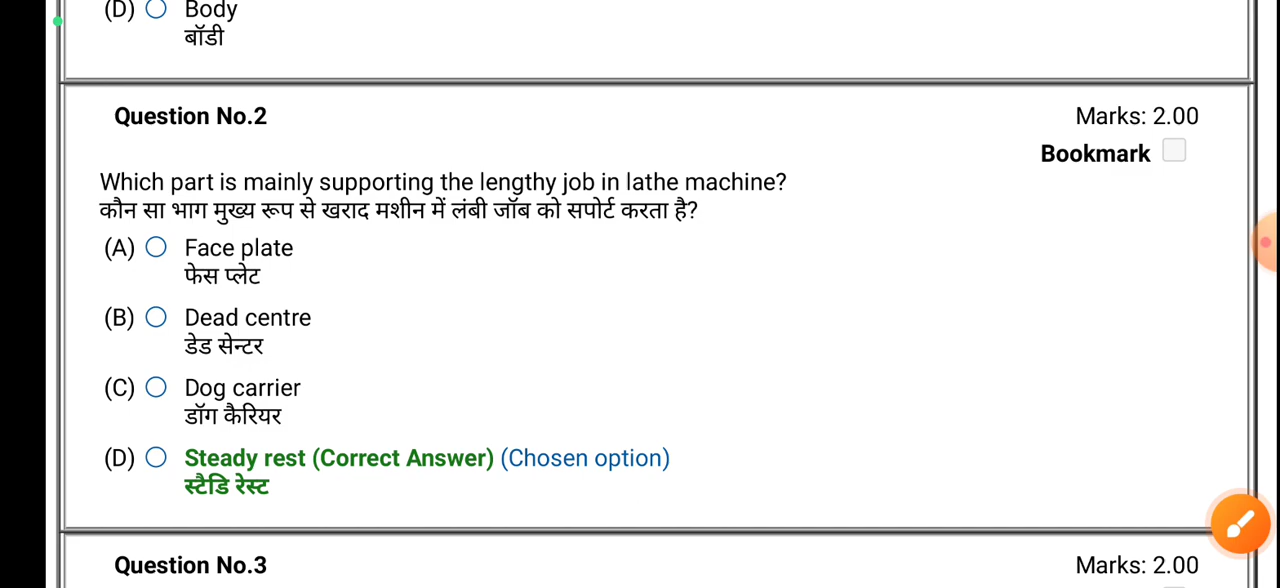 (D) Body
बॉडी
Question No.2 Marks: 2.00
Bookmark
Which part is mainly supporting the lengthy job in lathe machine?
कौन सा भाग मुख्य रूप से खराद मशीन में लंबी जॉब को सपोर्ट करता है?
(A) Face plate
फेस प्लेट
(B) Dead centre
डेड सेन्टर
(C) Dog carrier
डॉग कैरियर
(D) Steady rest (Correct Answer) (Chosen option)
स्टैडि रेस्ट
Question No.3 Marks: 2.00